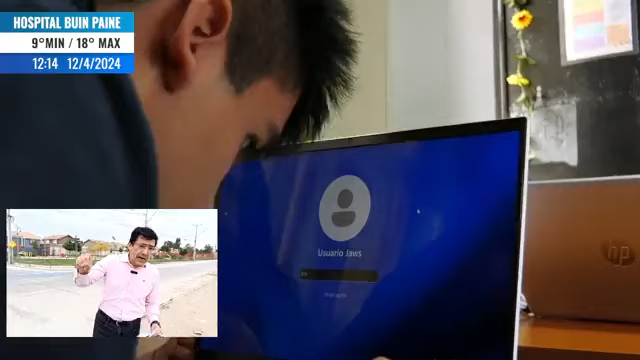 HOSPITAL BUIN PAINE
9°MIN / 18° MAX
12:14 12/4/2024
Usuario Jaws
hp